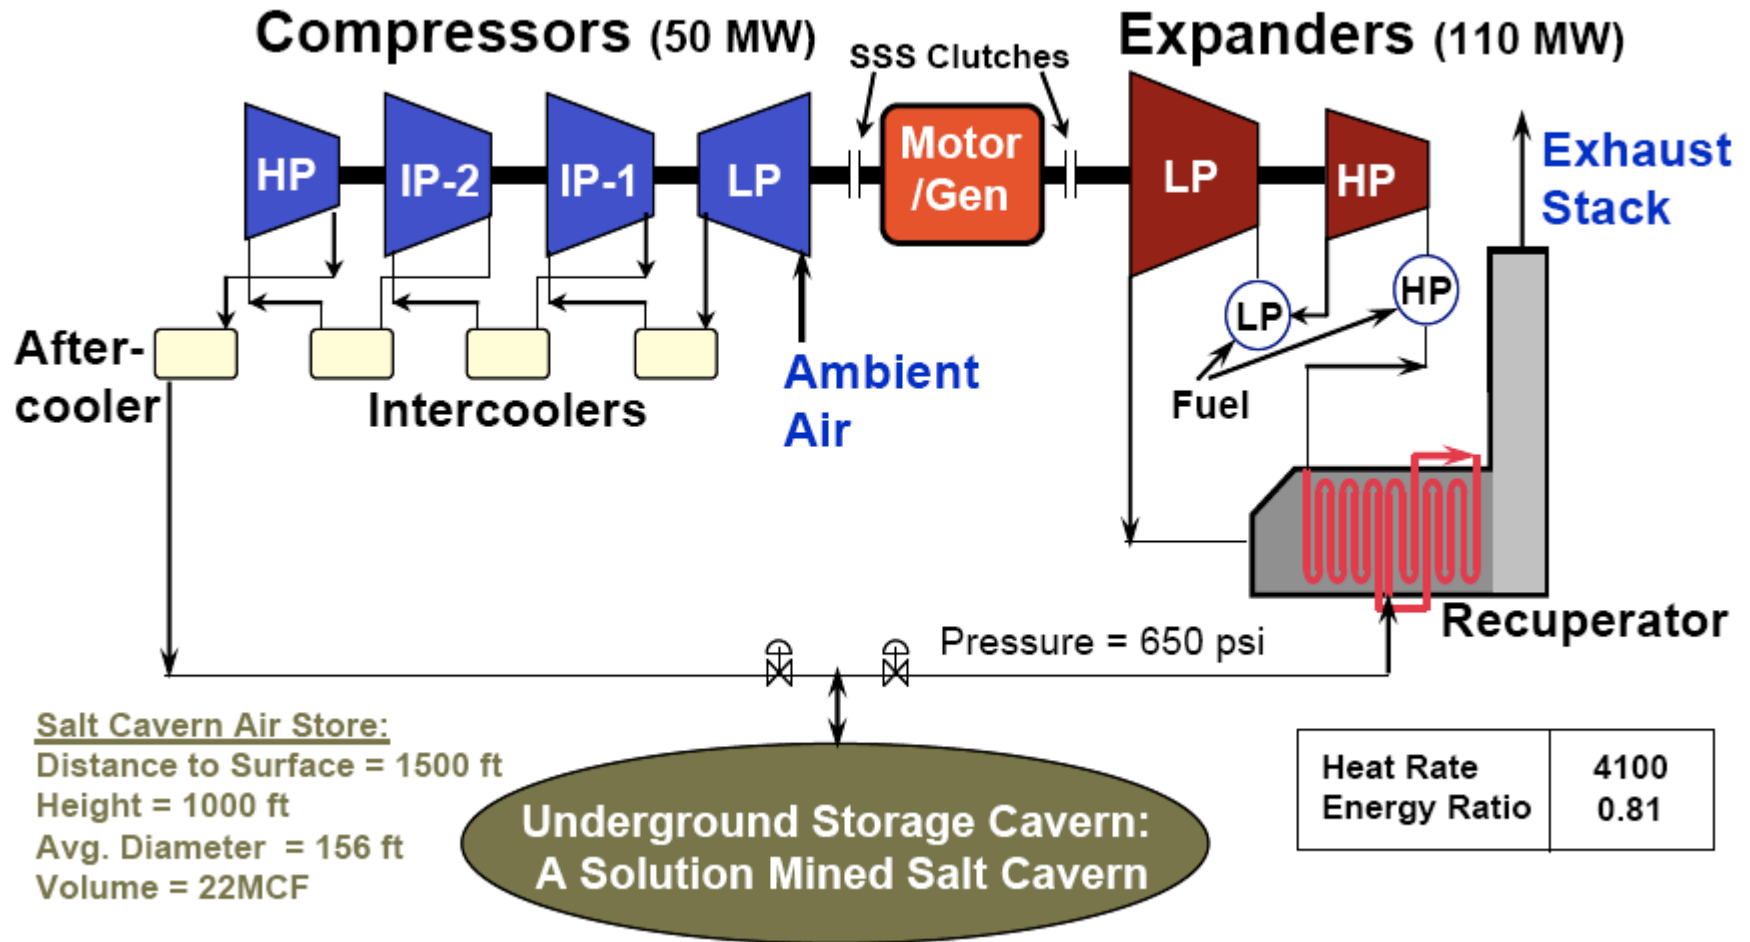 Compressors (50 MW)
SSS Clutches
Expanders (110 MW)
HP
IP-2
IP-1
LP
Motor
/Gen
LP
HP
Exhaust
Stack
LP
HP
Fuel
After-
cooler
Intercoolers
Ambient
Air
Recuperator
Pressure = 650 psi
Salt Cavern Air Store:
Distance to Surface = 1500 ft
Height = 1000 ft
Avg. Diameter = 156 ft
Volume = 22MCF
Underground Storage Cavern:
A Solution Mined Salt Cavern
Heat Rate 4100
Energy Ratio 0.81